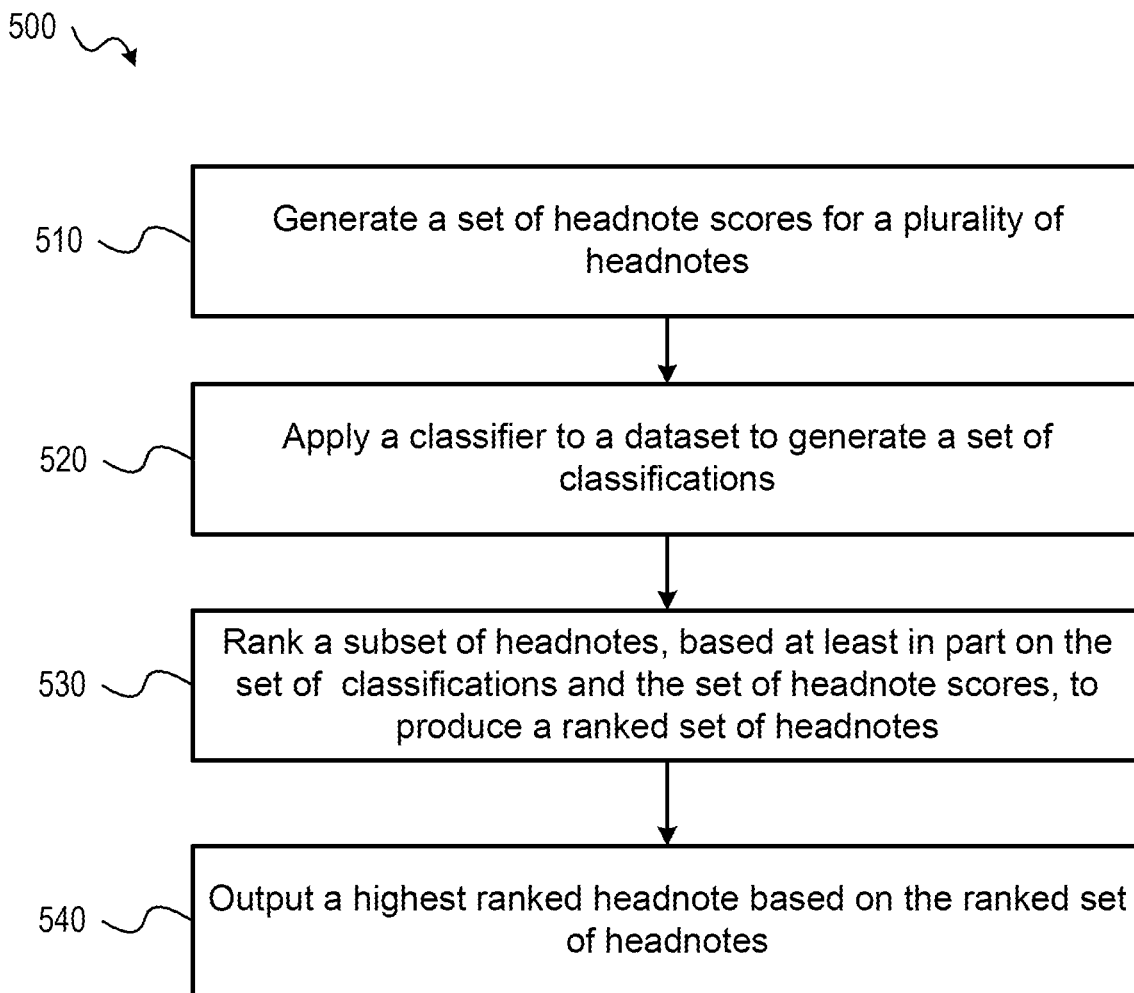 500
510
Generate a set of headnote scores for a plurality of
headnotes
520
Apply a classifier to a dataset to generate a set of
classifications
530
Rank a subset of headnotes, based at least in part on the
set of  classifications and the set of headnote scores, to
produce a ranked set of headnotes
540
Output a highest ranked headnote based on the ranked set
of headnotes